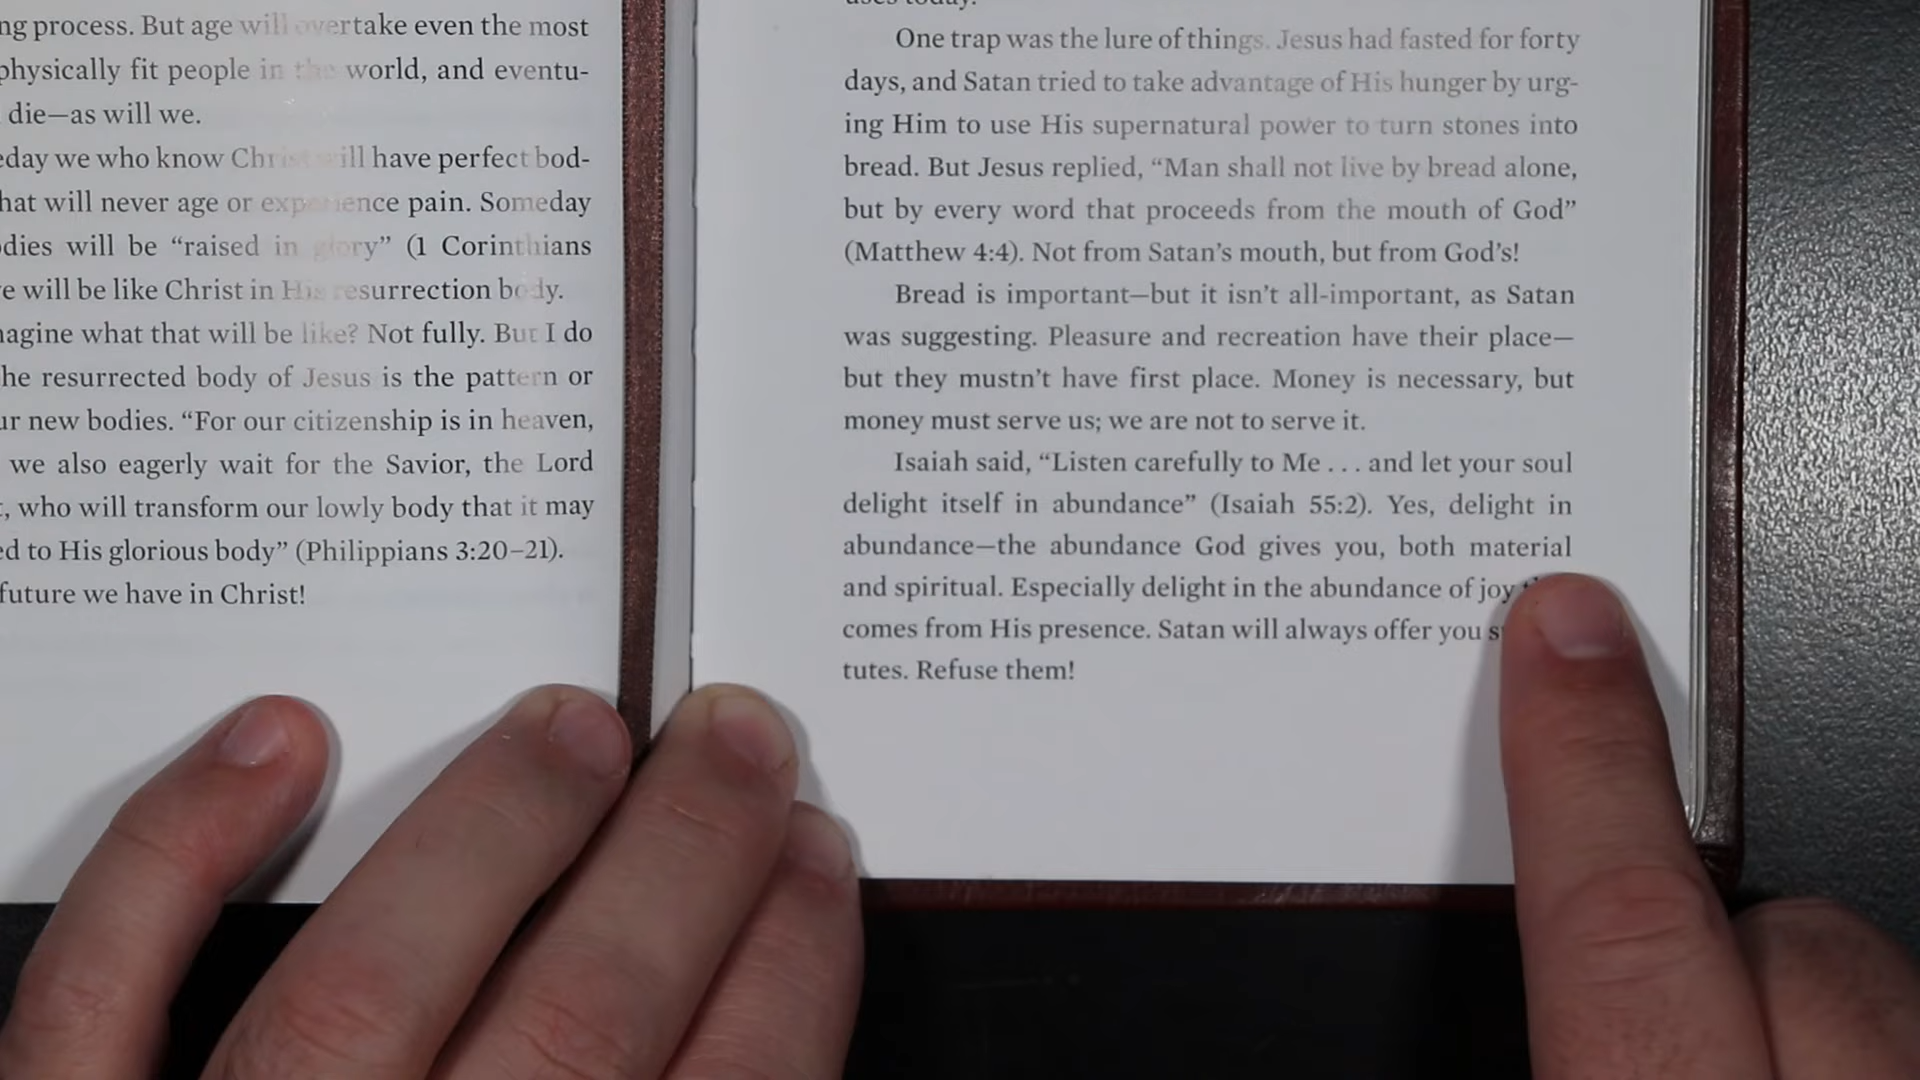 ng process. But age will overtake even the most
physically fit people in the world, and eventu-
die—as will we.
eday we who know Christ will have perfect bod-
hat will never age or experience pain. Someday
dies will be “raised in glory” (1 Corinthians
e will be like Christ in His resurrection body.
magine what that will be like? Not fully. But I do
he resurrected body of Jesus is the pattern or
ur new bodies. “For our citizenship is in heaven,
we also eagerly wait for the Savior, the Lord
, who will transform our lowly body that it may
ed to His glorious body” (Philippians 3:20–21).
future we have in Christ!
uses today.
One trap was the lure of things. Jesus had fasted for forty
days, and Satan tried to take advantage of His hunger by urg-
ing Him to use His supernatural power to turn stones into
bread. But Jesus replied, “Man shall not live by bread alone,
but by every word that proceeds from the mouth of God”
(Matthew 4:4). Not from Satan’s mouth, but from God’s!
Bread is important—but it isn’t all-important, as Satan
was suggesting. Pleasure and recreation have their place—
but they mustn’t have first place. Money is necessary, but
money must serve us; we are not to serve it.
Isaiah said, “Listen carefully to Me . . . and let your soul
delight itself in abundance” (Isaiah 55:2). Yes, delight in
abundance—the abundance God gives you, both material
and spiritual. Especially delight in the abundance of joy
comes from His presence. Satan will always offer you
tutes. Refuse them!